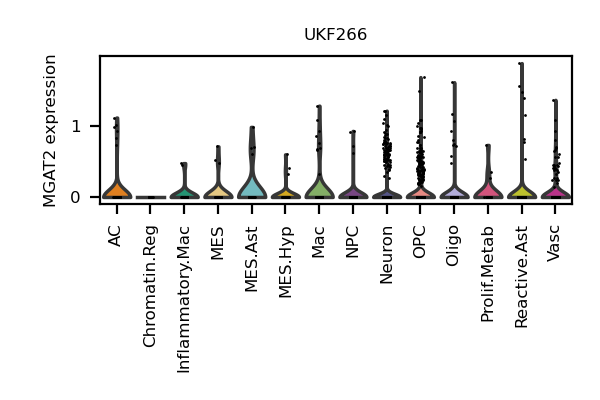 UKF266
MGAT2 expression
1
0
AC
Chromatin.Reg
Inflammatory.Mac
MES
MES.Ast
MES.Hyp
Mac
NPC
Neuron
OPC
Oligo
Prolif.Metab
Reactive.Ast
Vasc